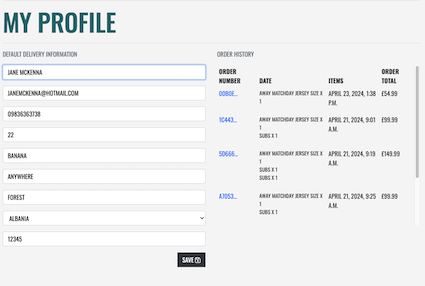 MY PROFILE
DEFAULT DELIVERY INFORMATION
JANE MCKENNA
JANEMCKENNA@HOTMAIL.COM
09836363738
22
BANANA
ANYWHERE
FOREST
ALBANIA
12345
SAVE
ORDER HISTORY
ORDER NUMBER DATE ITEMS ORDER TOTAL
00B0E... AWAY MATCHDAY JERSEY SIZE X APRIL 23, 2024, 1:38 £54.99
1 P.M.
1C443... AWAY MATCHDAY JERSEY SIZE X APRIL 21, 2024, 9:01 £99.99
1 A.M.
SUBS X 1
5D666... AWAY MATCHDAY JERSEY SIZE X APRIL 21, 2024, 9:19 £149.99
1 A.M.
SUBS X 1
A7053... AWAY MATCHDAY JERSEY SIZE X APRIL 21, 2024, 9:25 £99.99
1 A.M.
SUBS X 1